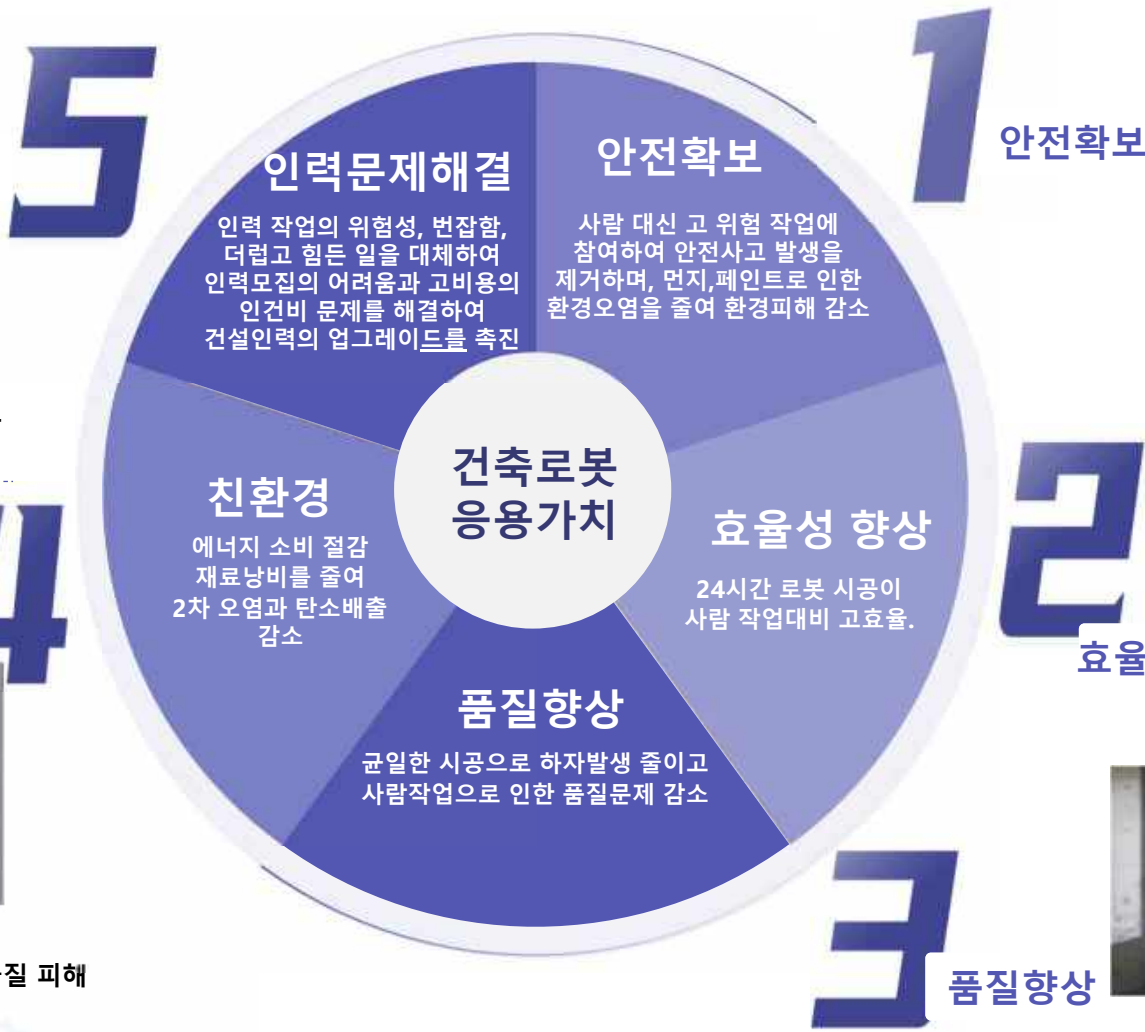 5
1
안전확보
인력문제해결
인력 작업의 위험성, 번잡함,
더럽고 힘든 일을 대체하여
인력모집의 어려움과 고비용의
인건비 문제를 해결하여
건설인력의 업그레이드를 촉진
안전확보
사람 대신 고 위험 작업에
참여하여 안전사고 발생을
제거하며, 먼지,페인트로 인한
환경오염을 줄여 환경피해 감소
건축로봇
응용가치
친환경
에너지 소비 절감
재료낭비를 줄여
2차 오염과 탄소배출
감소
4
효율성 향상
24시간 로봇 시공이
사람 작업대비 고효율.
2
효율
품질향상
균일한 시공으로 하자발생 줄이고
사람작업으로 인한 품질문제 감소
3
품질향상
질 피해